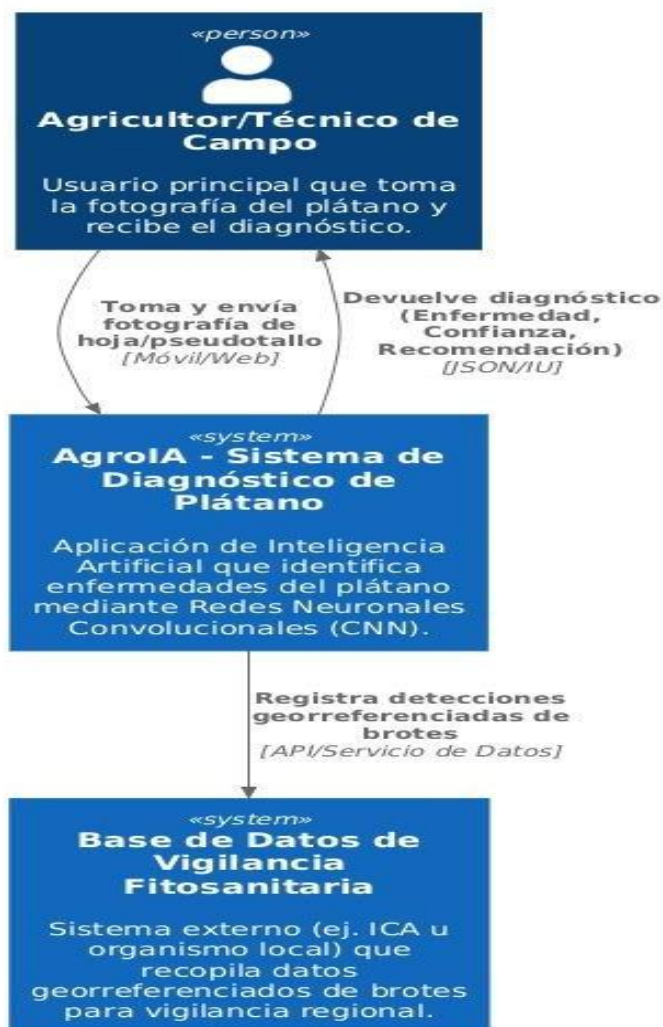 «person»
Agricultor/Técnico de
Campo
Usuario principal que toma
la fotografía del plátano y
recibe el diagnóstico.
Toma y envía
fotografía de
hoja/pseudotallo
[Móvil/Web]
Devuelve diagnóstico
(Enfermedad,
Confianza,
Recomendación)
[JSON/IU]
«system»
AgroIA - Sistema de
Diagnóstico de
Plátano
Aplicación de Inteligencia
Artificial que identifica
enfermedades del plátano
mediante Redes Neuronales
Convolucionales (CNN).
Registra detecciones
georreferenciadas de
brotes
[API/Servicio de Datos]
«system»
Base de Datos de
Vigilancia
Fitosanitaria
Sistema externo (ej. ICA u
organismo local) que
recopila datos
georreferenciados de brotes
para vigilancia regional.